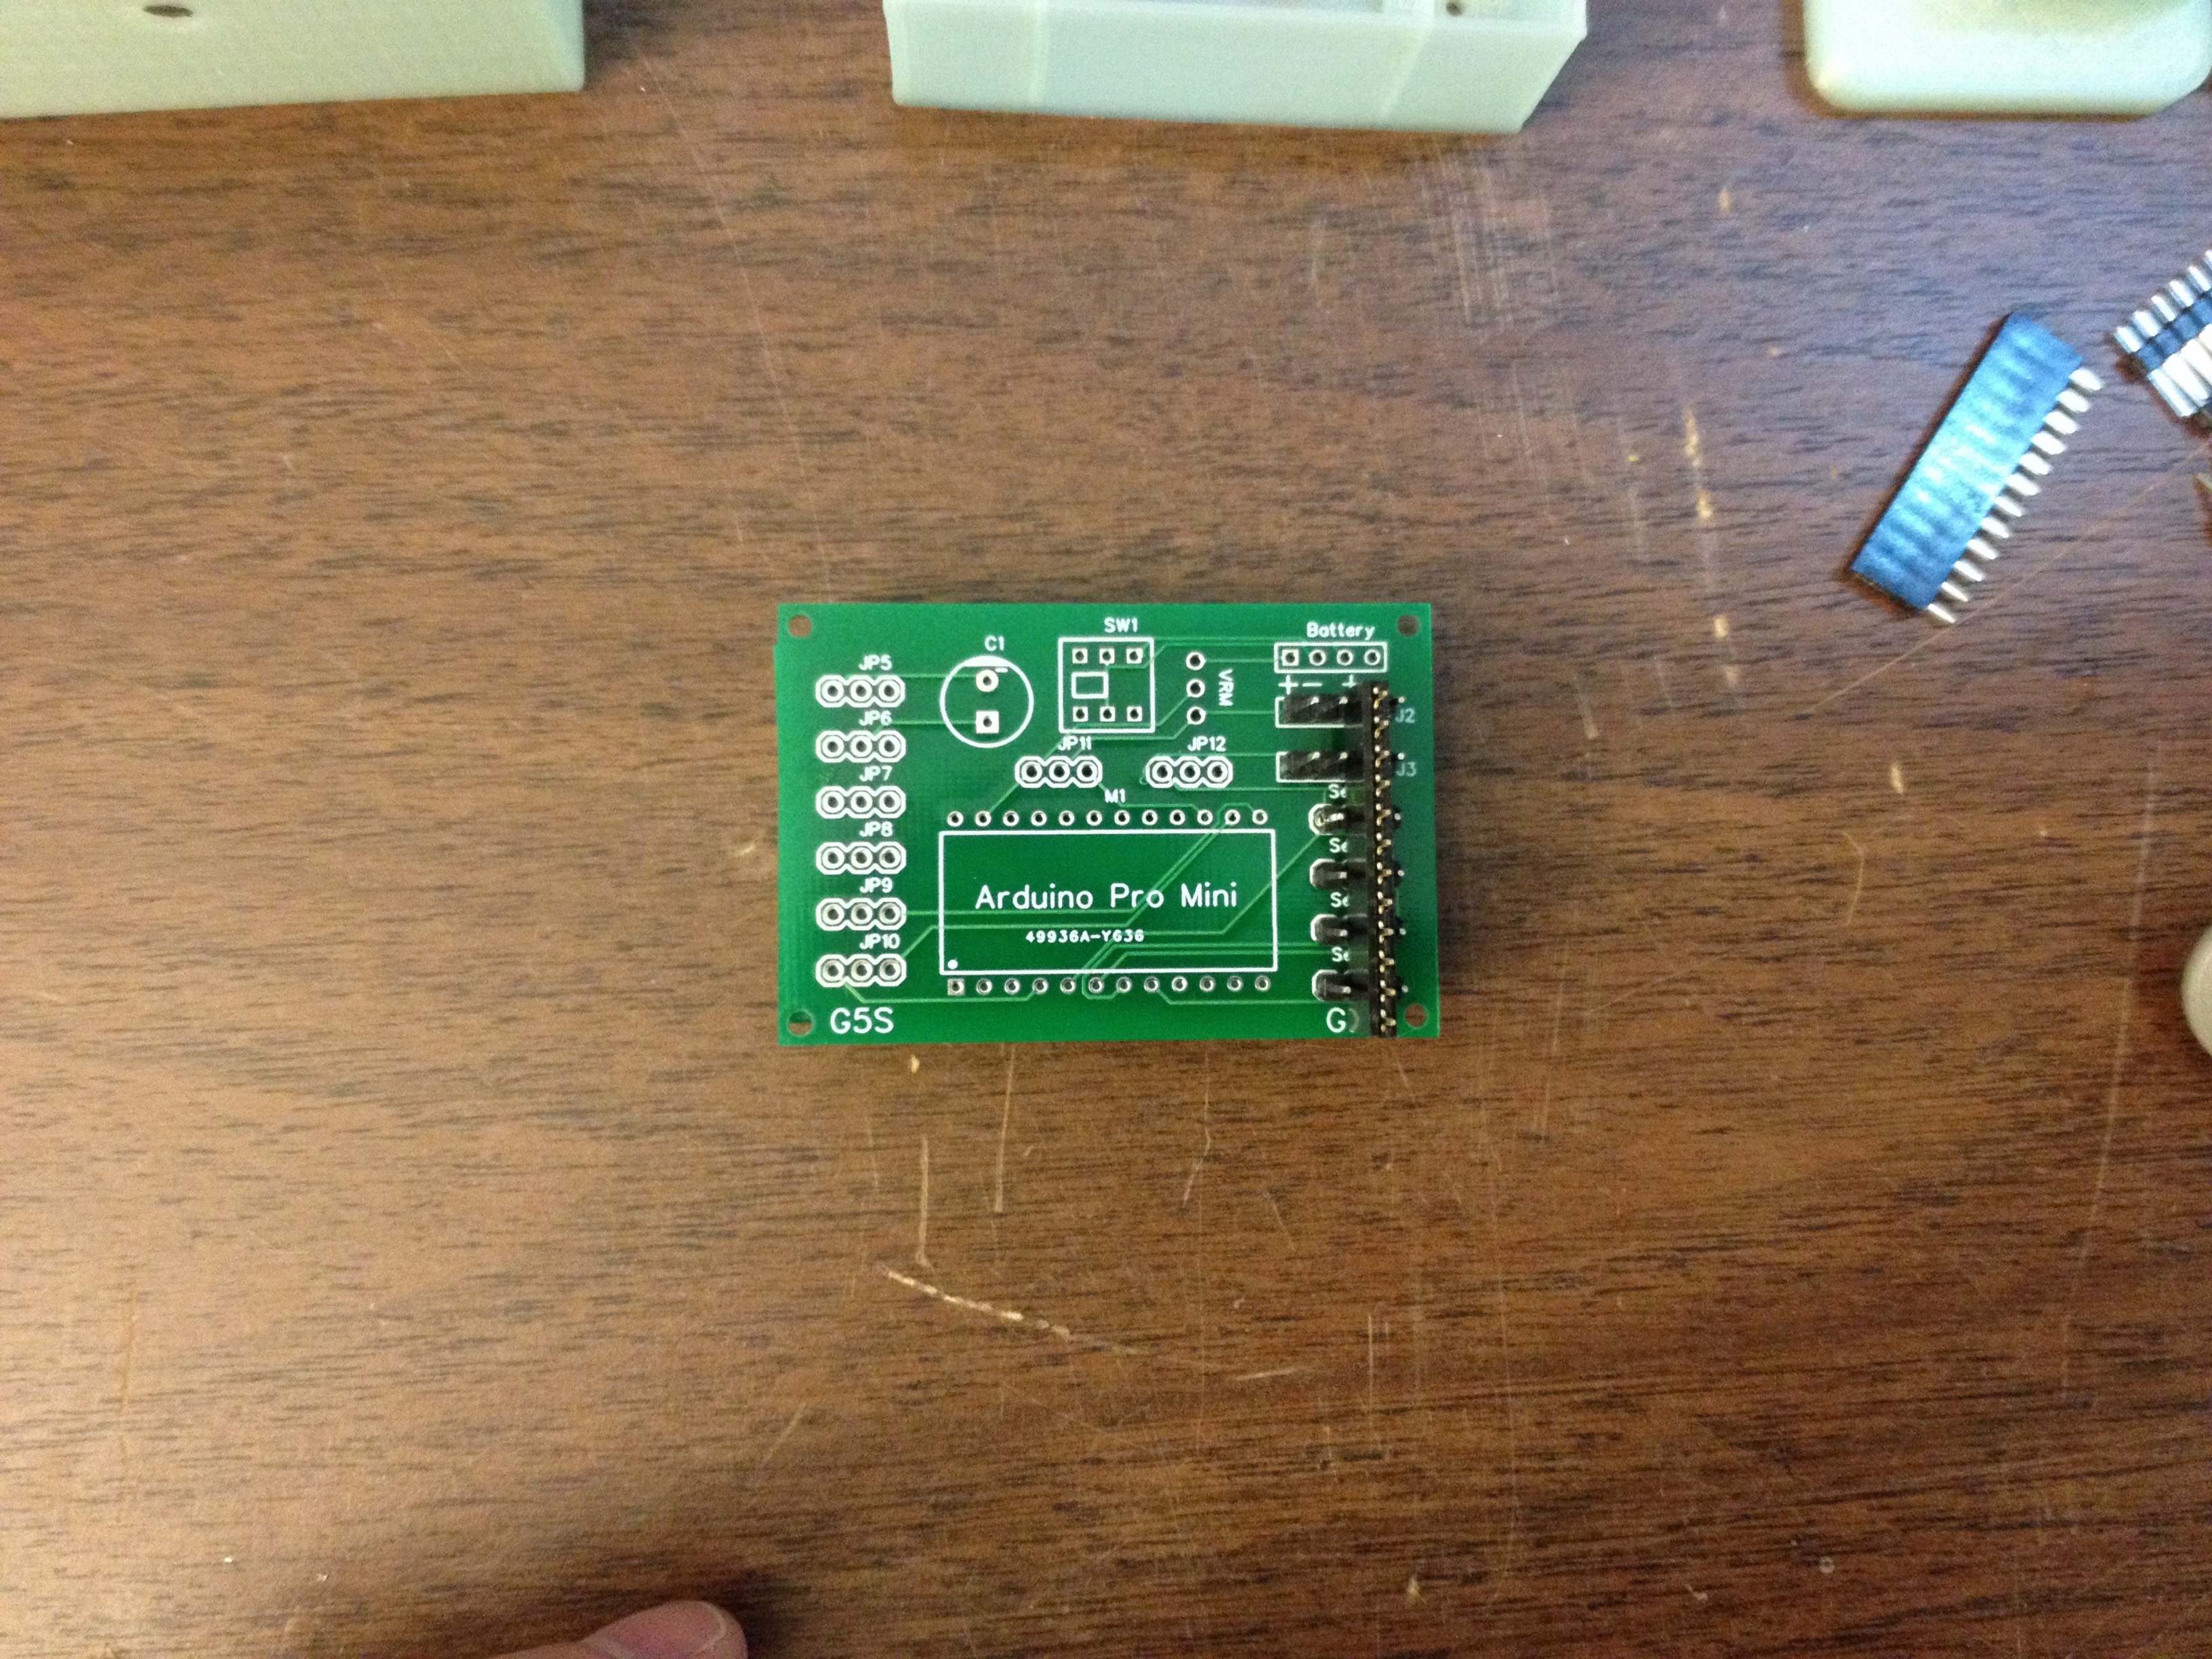 SW1
Battery
C1
JP5
+ − +
VRM
JP6
J2
JP11
JP12
JP7
J3
M1
JP8
JP9
Arduino Pro Mini
49936A-Y636
JP10
G5S